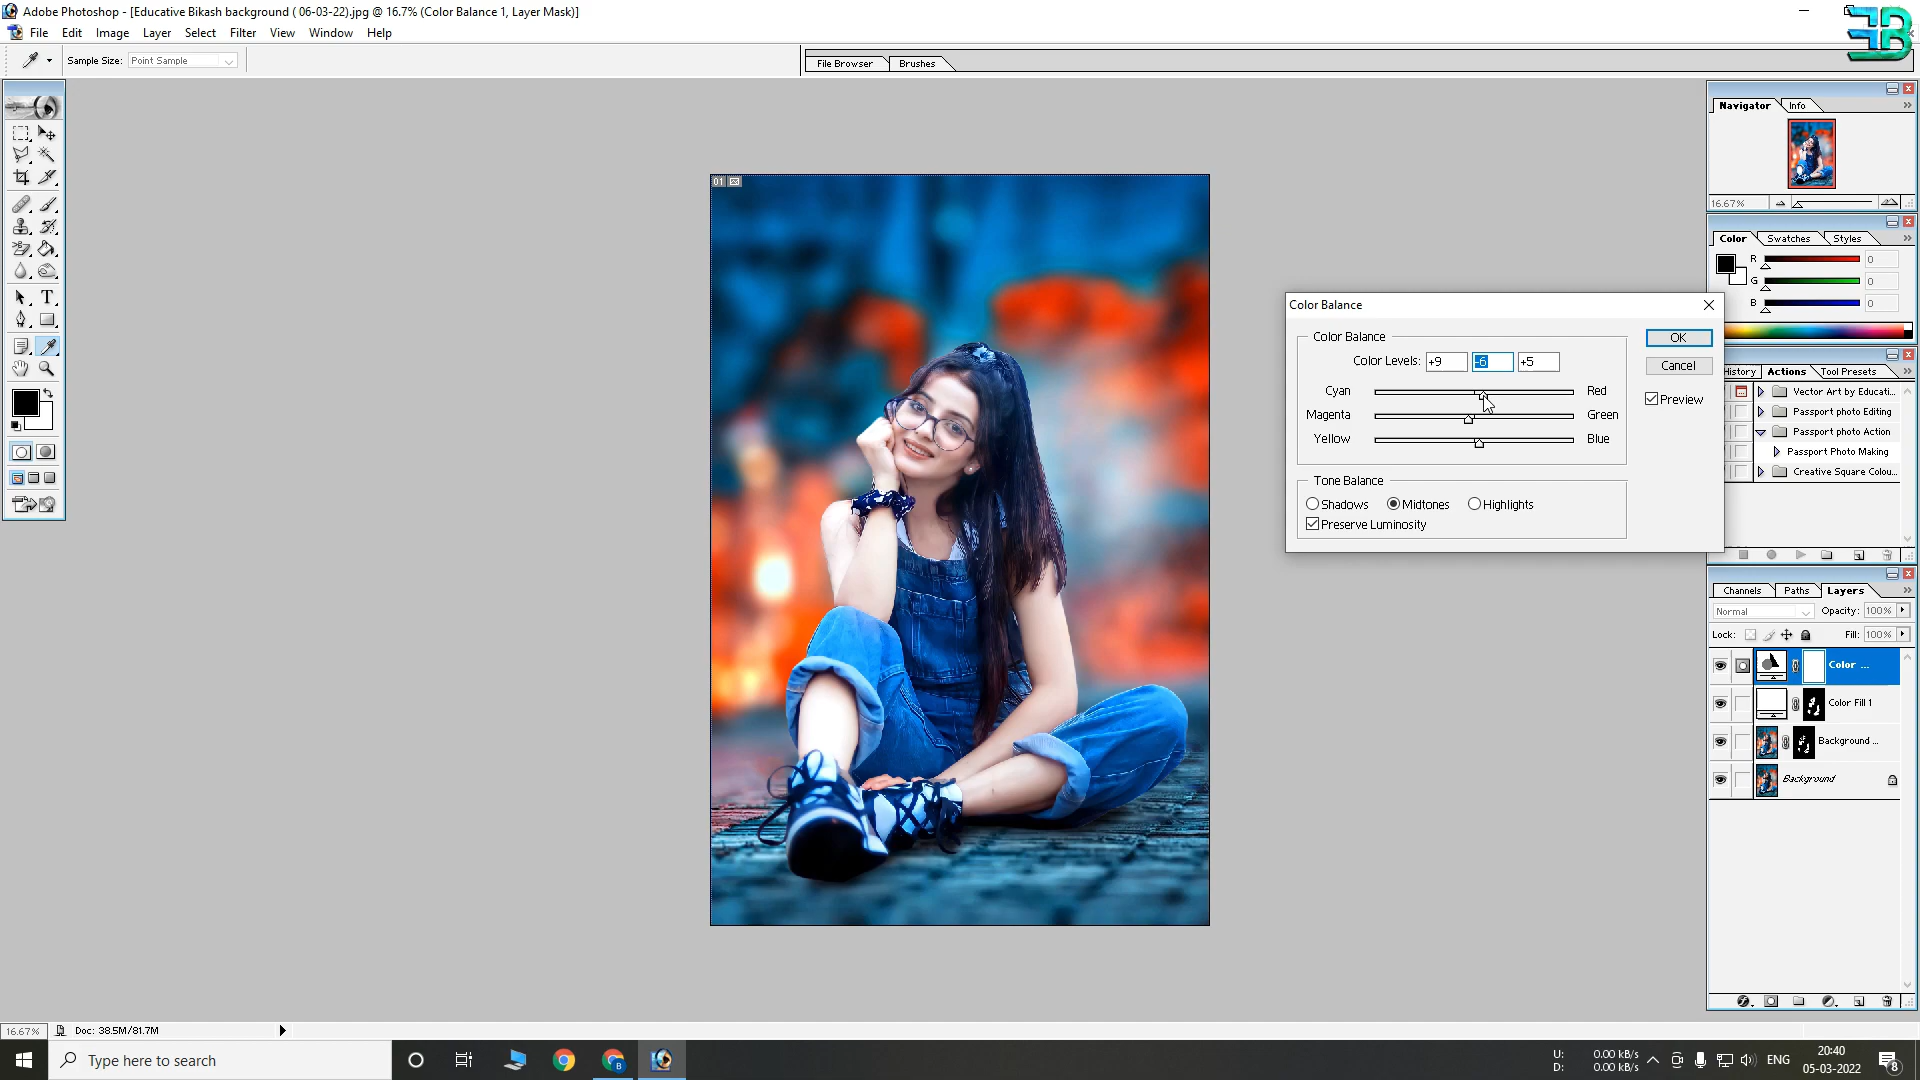 Adobe Photoshop - [Educative Bikash background ( 06-03-22).jpg @ 16.7% (Color Balance 1, Layer Mask)]
File Edit Image Layer Select Filter View Window Help
Sample Size: Point Sample
File Browser Brushes
EB
Navigator Info
16.67%
Color Swatches Styles
R 0
G 0
B 0
History Actions Tool Presets
Vector Art by Educati...
Passport photo Editing
Passport photo Action
Passport Photo Making
Creative Square Colou...
01
Color Balance
Color Balance
Color Levels: +9 -6 +5
Cyan Red
Magenta Green
Yellow Blue
OK
Cancel
Preview
Tone Balance
Shadows Midtones Highlights
Preserve Luminosity
Channels Paths Layers
Normal Opacity: 100%
Lock: Fill: 100%
Color ...
Color Fill 1
Background ...
Background
16.67% Doc: 38.5M/81.7M
Type here to search
U: 0.00 kB/s
D: 0.00 kB/s
ENG
20:40
05-03-2022
8